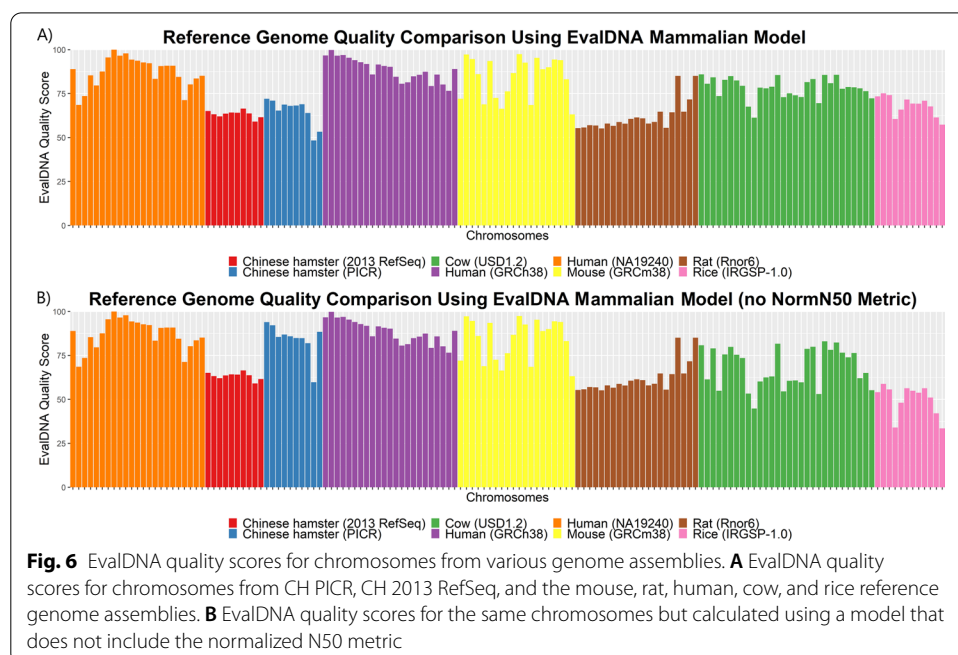 A)
Reference Genome Quality Comparison Using EvalDNA Mammalian Model
EvalDNA Quality Score
100
75
50
25
0
Chromosomes
Chinese hamster (2013 RefSeq) Cow (USD1.2) Human (NA19240) Rat (Rnor6)
Chinese hamster (PICR) Human (GRCh38) Mouse (GRCm38) Rice (IRGSP-1.0)
B)
Reference Genome Quality Comparison Using EvalDNA Mammalian Model (no NormN50 Metric)
EvalDNA Quality Score
100
75
50
25
0
Chromosomes
Chinese hamster (2013 RefSeq) Cow (USD1.2) Human (NA19240) Rat (Rnor6)
Chinese hamster (PICR) Human (GRCh38) Mouse (GRCm38) Rice (IRGSP-1.0)
Fig. 6 EvalDNA quality scores for chromosomes from various genome assemblies. A EvalDNA quality
scores for chromosomes from CH PICR, CH 2013 RefSeq, and the mouse, rat, human, cow, and rice reference
genome assemblies. B EvalDNA quality scores for the same chromosomes but calculated using a model that
does not include the normalized N50 metric